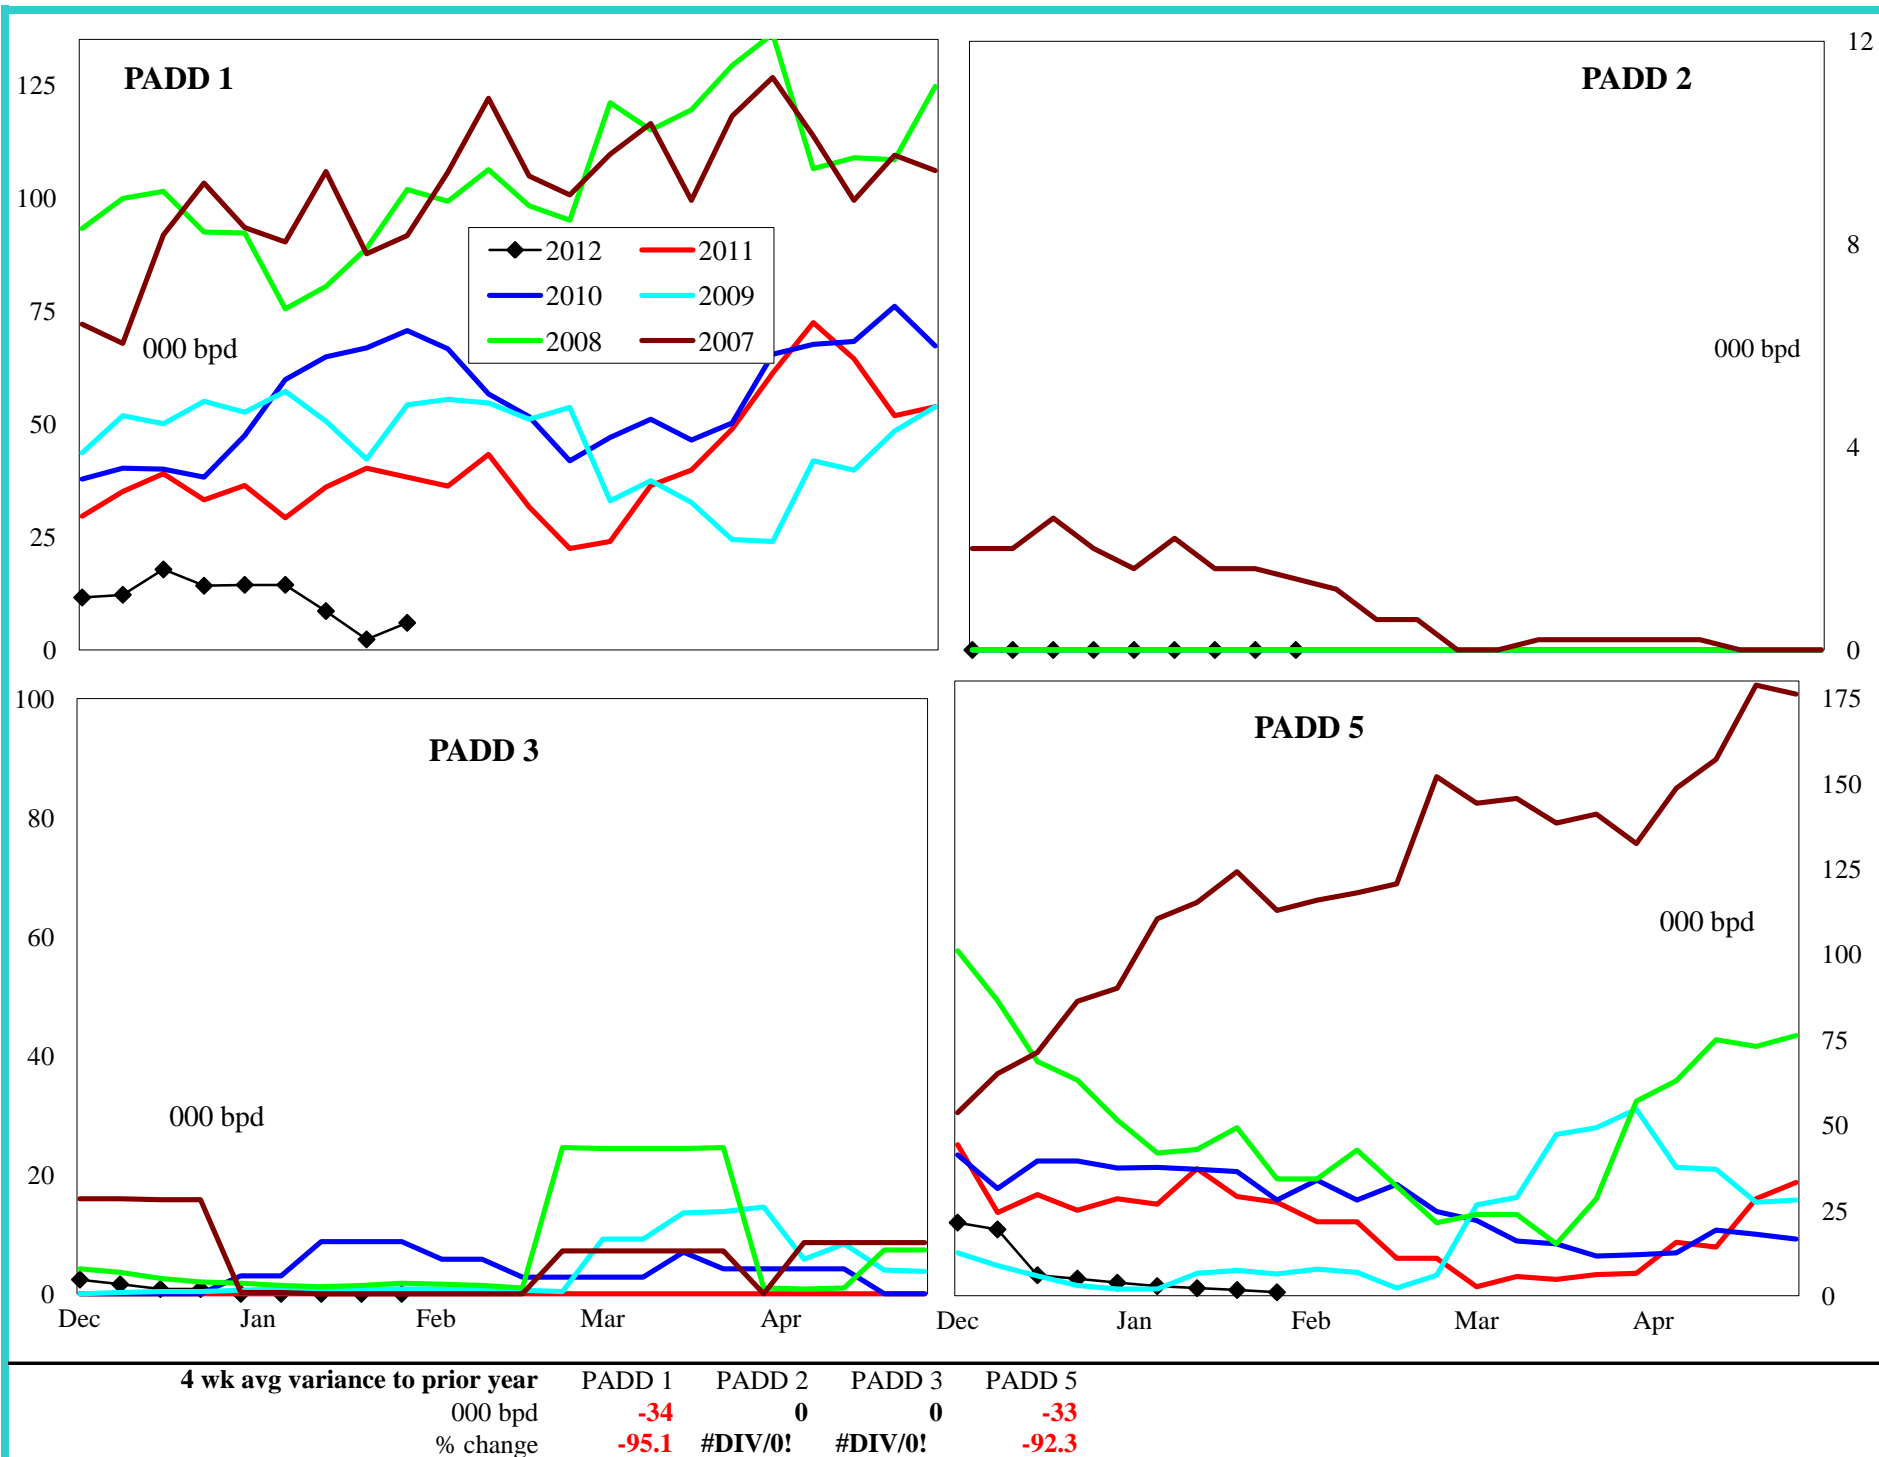 PADD 1
125
100
75
50
25
0
000 bpd
2012 2011
2010 2009
2008 2007
PADD 2
12
8
4
0
000 bpd
PADD 3
100
80
60
40
20
0
000 bpd
Dec Jan Feb Mar Apr
PADD 5
175
150
125
100
75
50
25
0
000 bpd
Dec Jan Feb Mar Apr
4 wk avg variance to prior year PADD 1 PADD 2 PADD 3 PADD 5
000 bpd -34 0 0 -33
% change -95.1 #DIV/0! #DIV/0! -92.3